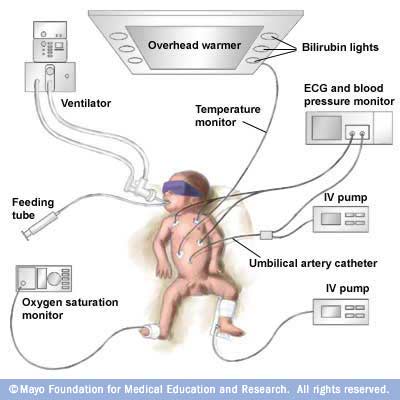 Overhead warmer
Bilirubin lights
ECG and blood
pressure monitor
Ventilator
Temperature
monitor
Feeding
tube
IV pump
Umbilical artery catheter
Oxygen saturation
monitor
IV pump
© Mayo Foundation for Medical Education and Research. All rights reserved.